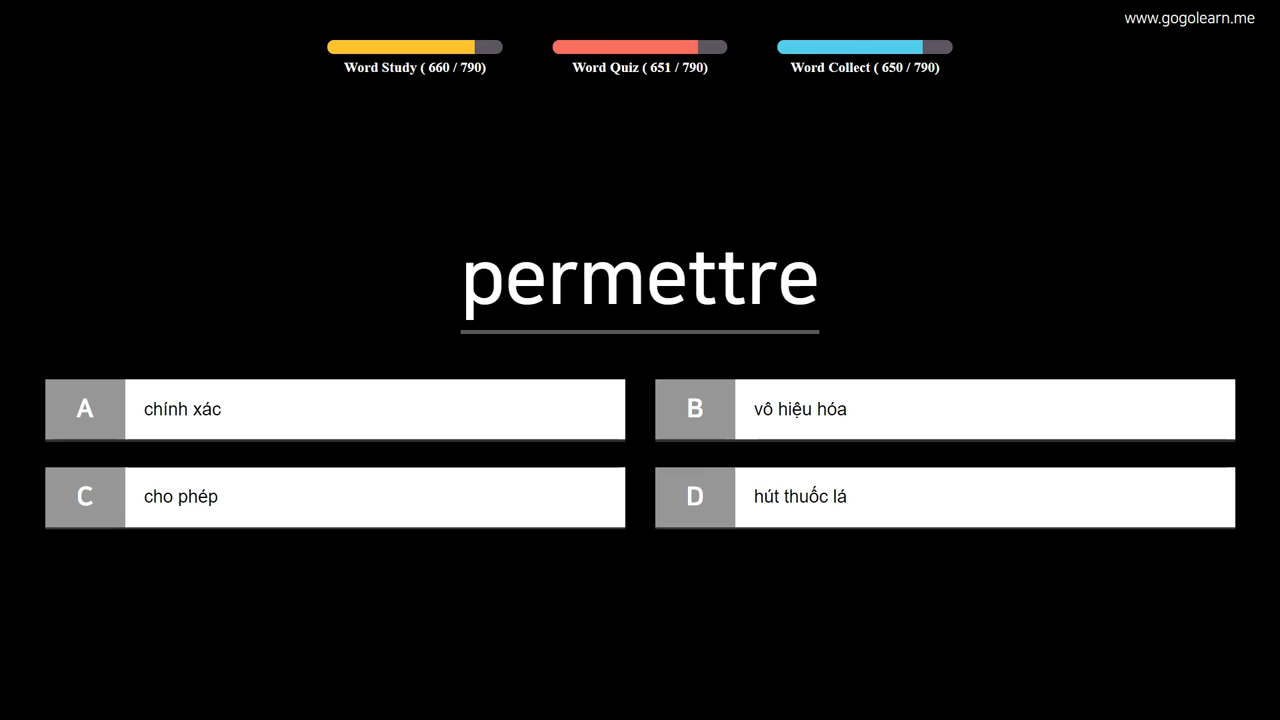 www.gogolearn.me
Word Study ( 660 / 790)
Word Quiz ( 651 / 790)
Word Collect ( 650 / 790)
permettre
A chính xác
B vô hiệu hóa
C cho phép
D hút thuốc lá